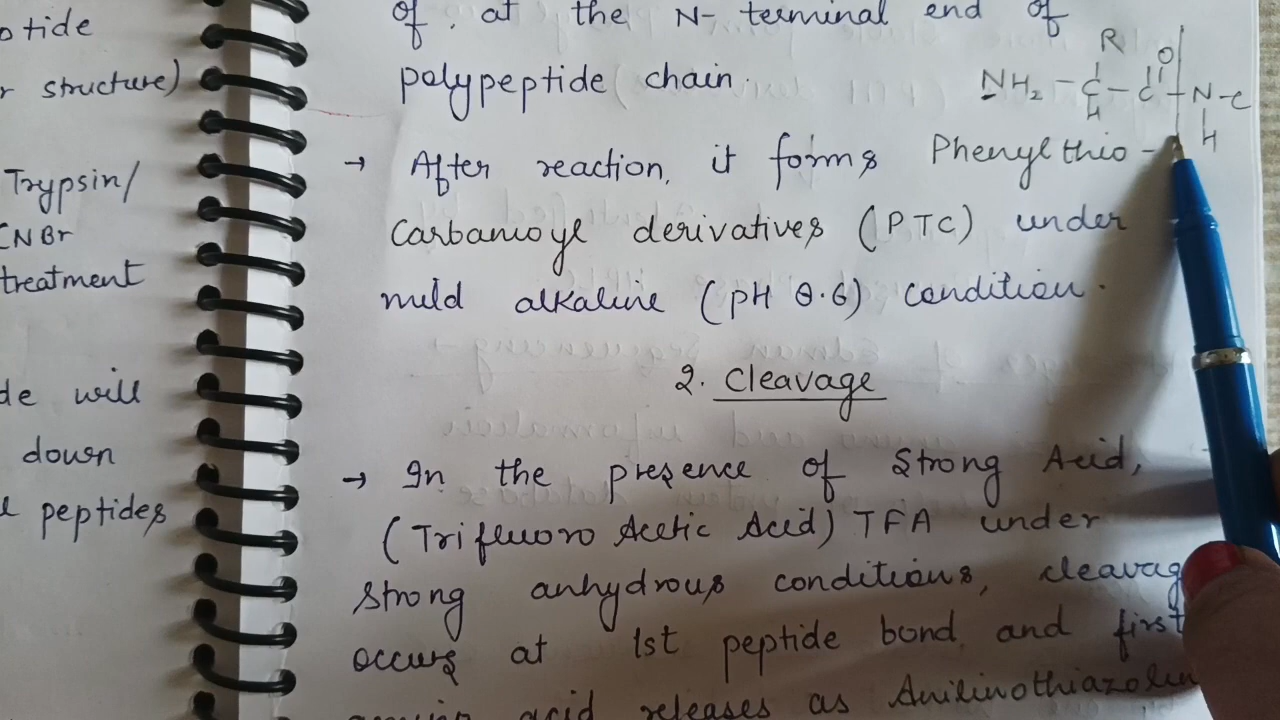 otide
r structure)
Trypsin/
CNBr
treatment
de will
down
peptides
of, at the N- terminal end of
polypeptide chain.
R
O
NH₂ - C - C - N - C
H
H
→ After reaction, it forms Phenylthio-
Carbamoyl derivatives (PTC) under
mild alkaline (pH 8.6) condition.
2. Cleavage
→ In the presence of Strong Acid,
(Trifluoro Acetic Acid) TFA under
strong anhydrous conditions, cleavag
occurs at 1st peptide bond and first
amino acid releases as Anilinothiazolin